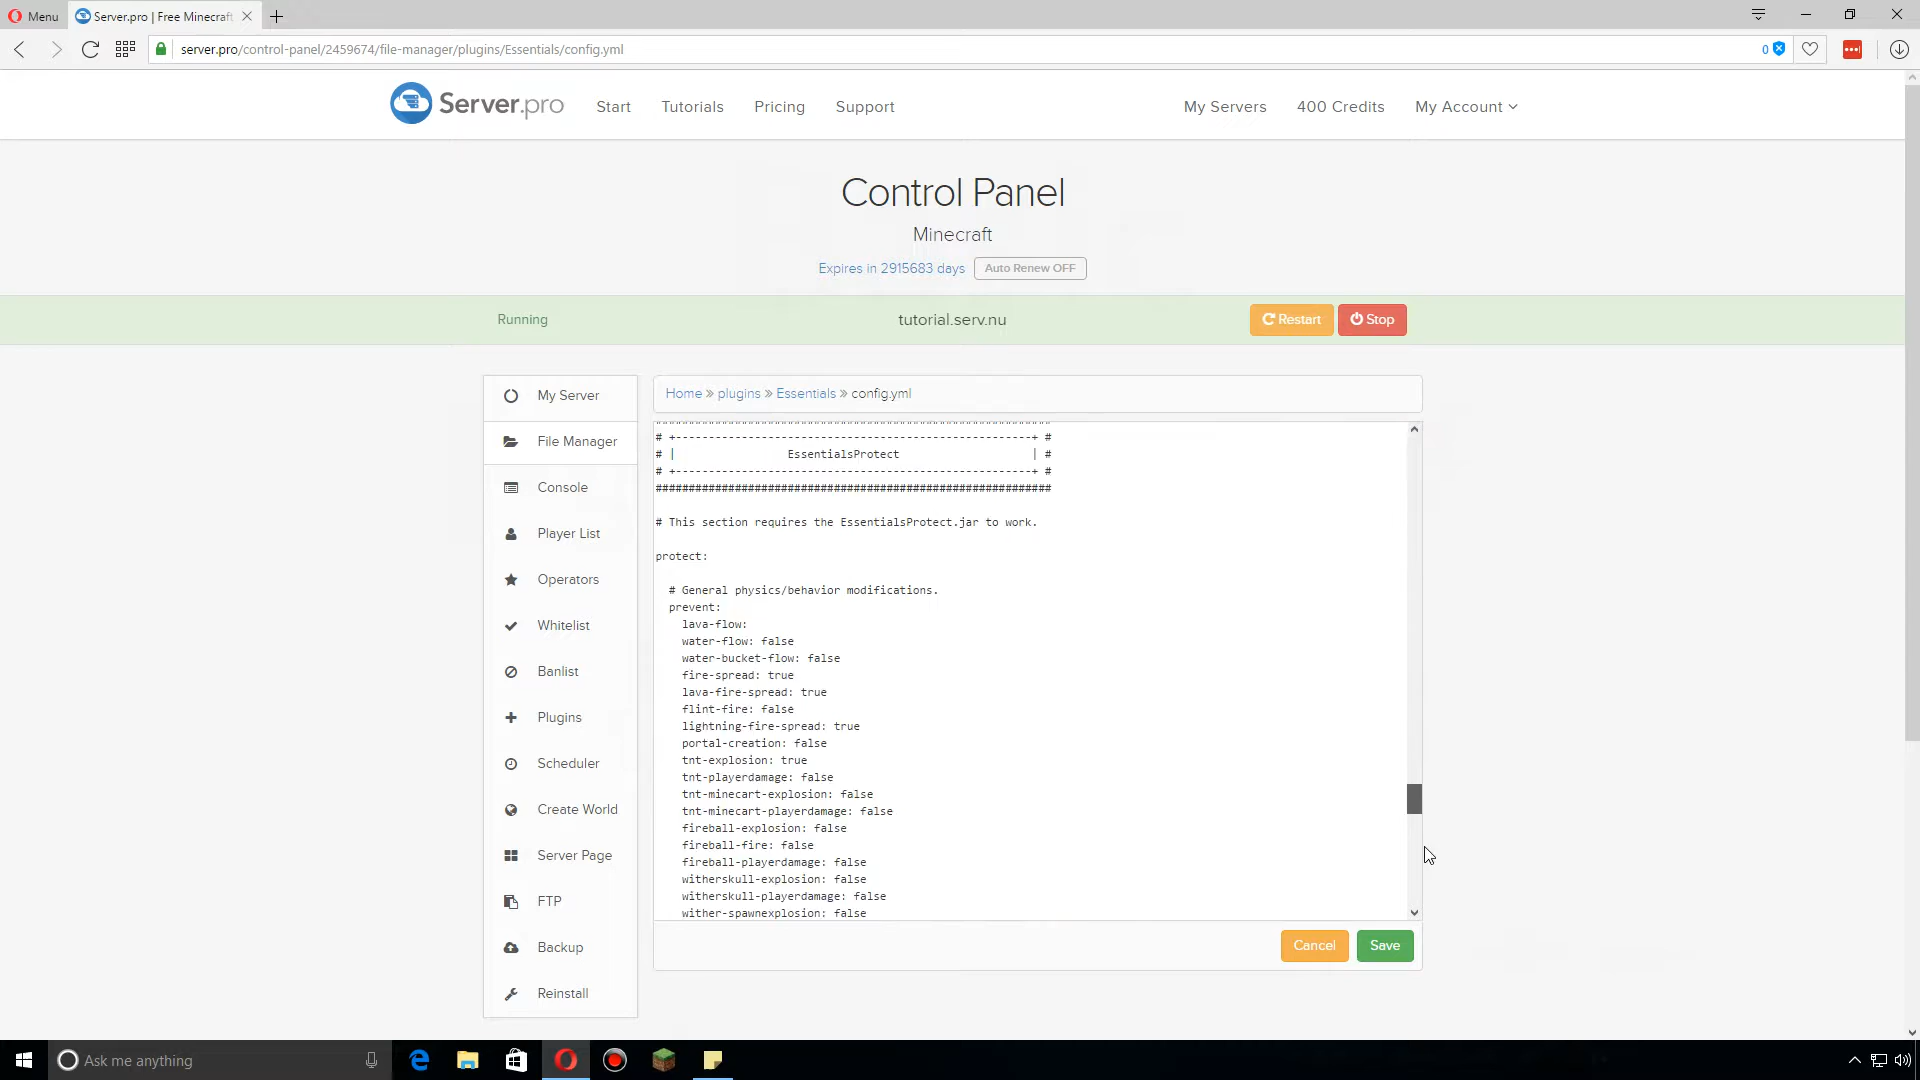 Menu
Server.pro | Free Minecraft
server.pro/control-panel/2459674/file-manager/plugins/Essentials/config.yml
0
Server.pro
Start
Tutorials
Pricing
Support
My Servers
400 Credits
My Account
Control Panel
Minecraft
Expires in 2915683 days
Auto Renew OFF
Running
tutorial.serv.nu
Restart
Stop
My Server
File Manager
Console
Player List
Operators
Whitelist
Banlist
Plugins
Scheduler
Create World
Server Page
FTP
Backup
Reinstall
Home » plugins » Essentials » config.yml
# +------------------------------------------------------+ #
# |                 EssentialsProtect                    | #
# +------------------------------------------------------+ #
############################################################
# This section requires the EssentialsProtect.jar to work.
protect:
  # General physics/behavior modifications.
  prevent:
    lava-flow:
    water-flow: false
    water-bucket-flow: false
    fire-spread: true
    lava-fire-spread: true
    flint-fire: false
    lightning-fire-spread: true
    portal-creation: false
    tnt-explosion: true
    tnt-playerdamage: false
    tnt-minecart-explosion: false
    tnt-minecart-playerdamage: false
    fireball-explosion: false
    fireball-fire: false
    fireball-playerdamage: false
    witherskull-explosion: false
    witherskull-playerdamage: false
    wither-spawnexplosion: false
Cancel
Save
Ask me anything